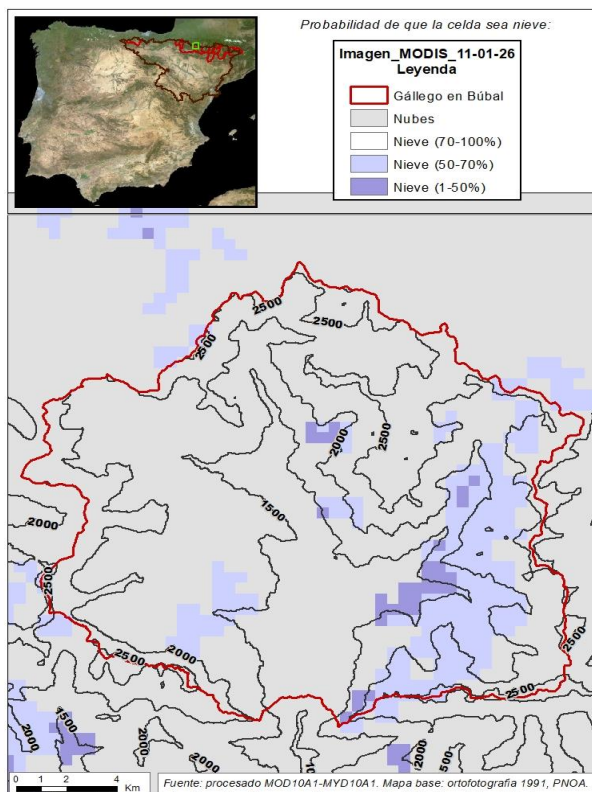 Probabilidad de que la celda sea nieve:
Imagen_MODIS_11-01-26
Leyenda
Gállego en Búbal
Nubes
Nieve (70-100%)
Nieve (50-70%)
Nieve (1-50%)
2500
2500
2500
2000
2500
1500
2000
2500
2000
2500
2500
2500
1500
2000
2000
2000
2000
2500
0 1 2 4
Km
Fuente: procesado MOD10A1-MYD10A1. Mapa base: ortofotografía 1991, PNOA.